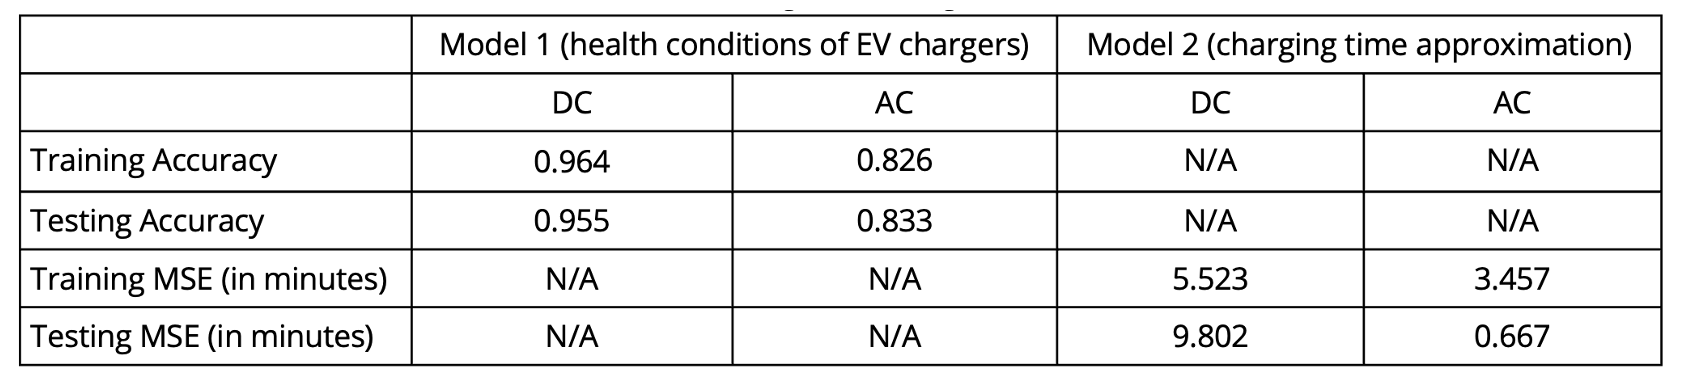 Model 1 (health conditions of EV chargers) Model 2 (charging time approximation)
DC AC DC AC
Training Accuracy 0.964 0.826 N/A N/A
Testing Accuracy 0.955 0.833 N/A N/A
Training MSE (in minutes) N/A N/A 5.523 3.457
Testing MSE (in minutes) N/A N/A 9.802 0.667